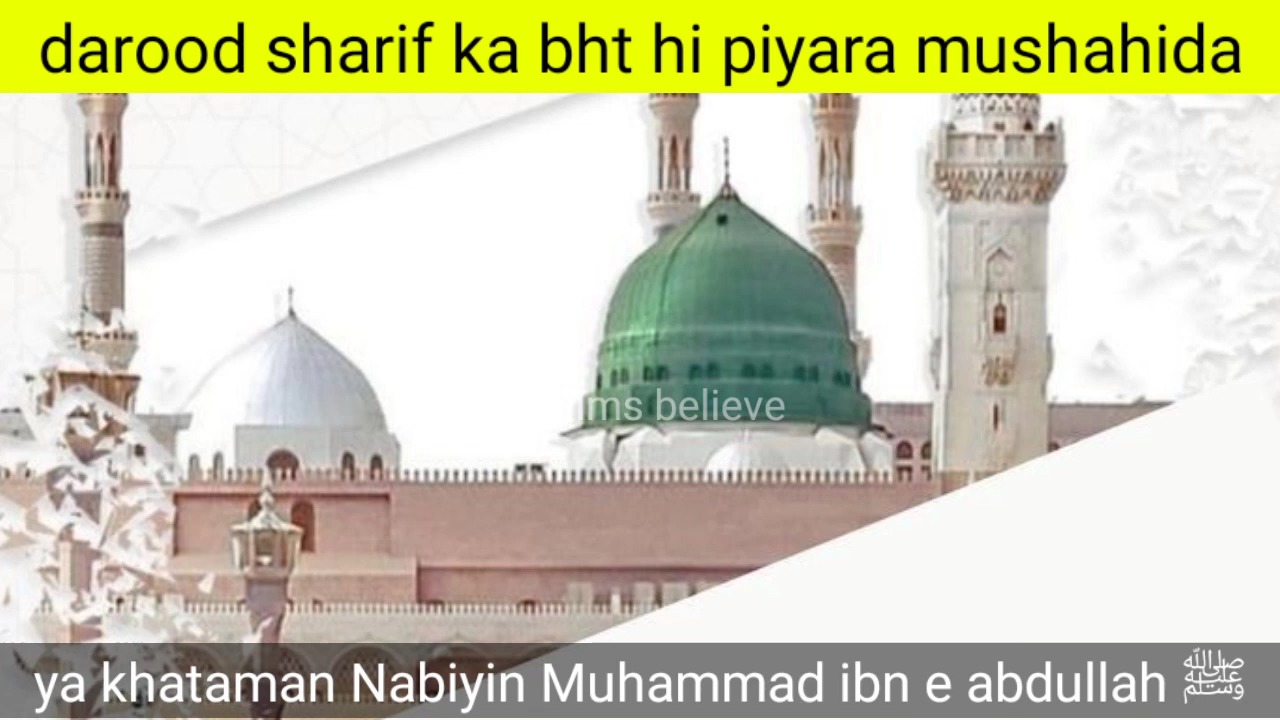 darood sharif ka bht hi piyara mushahida
ms believe
ya khataman Nabiyin Muhammad ibn e abdullah ﷺ